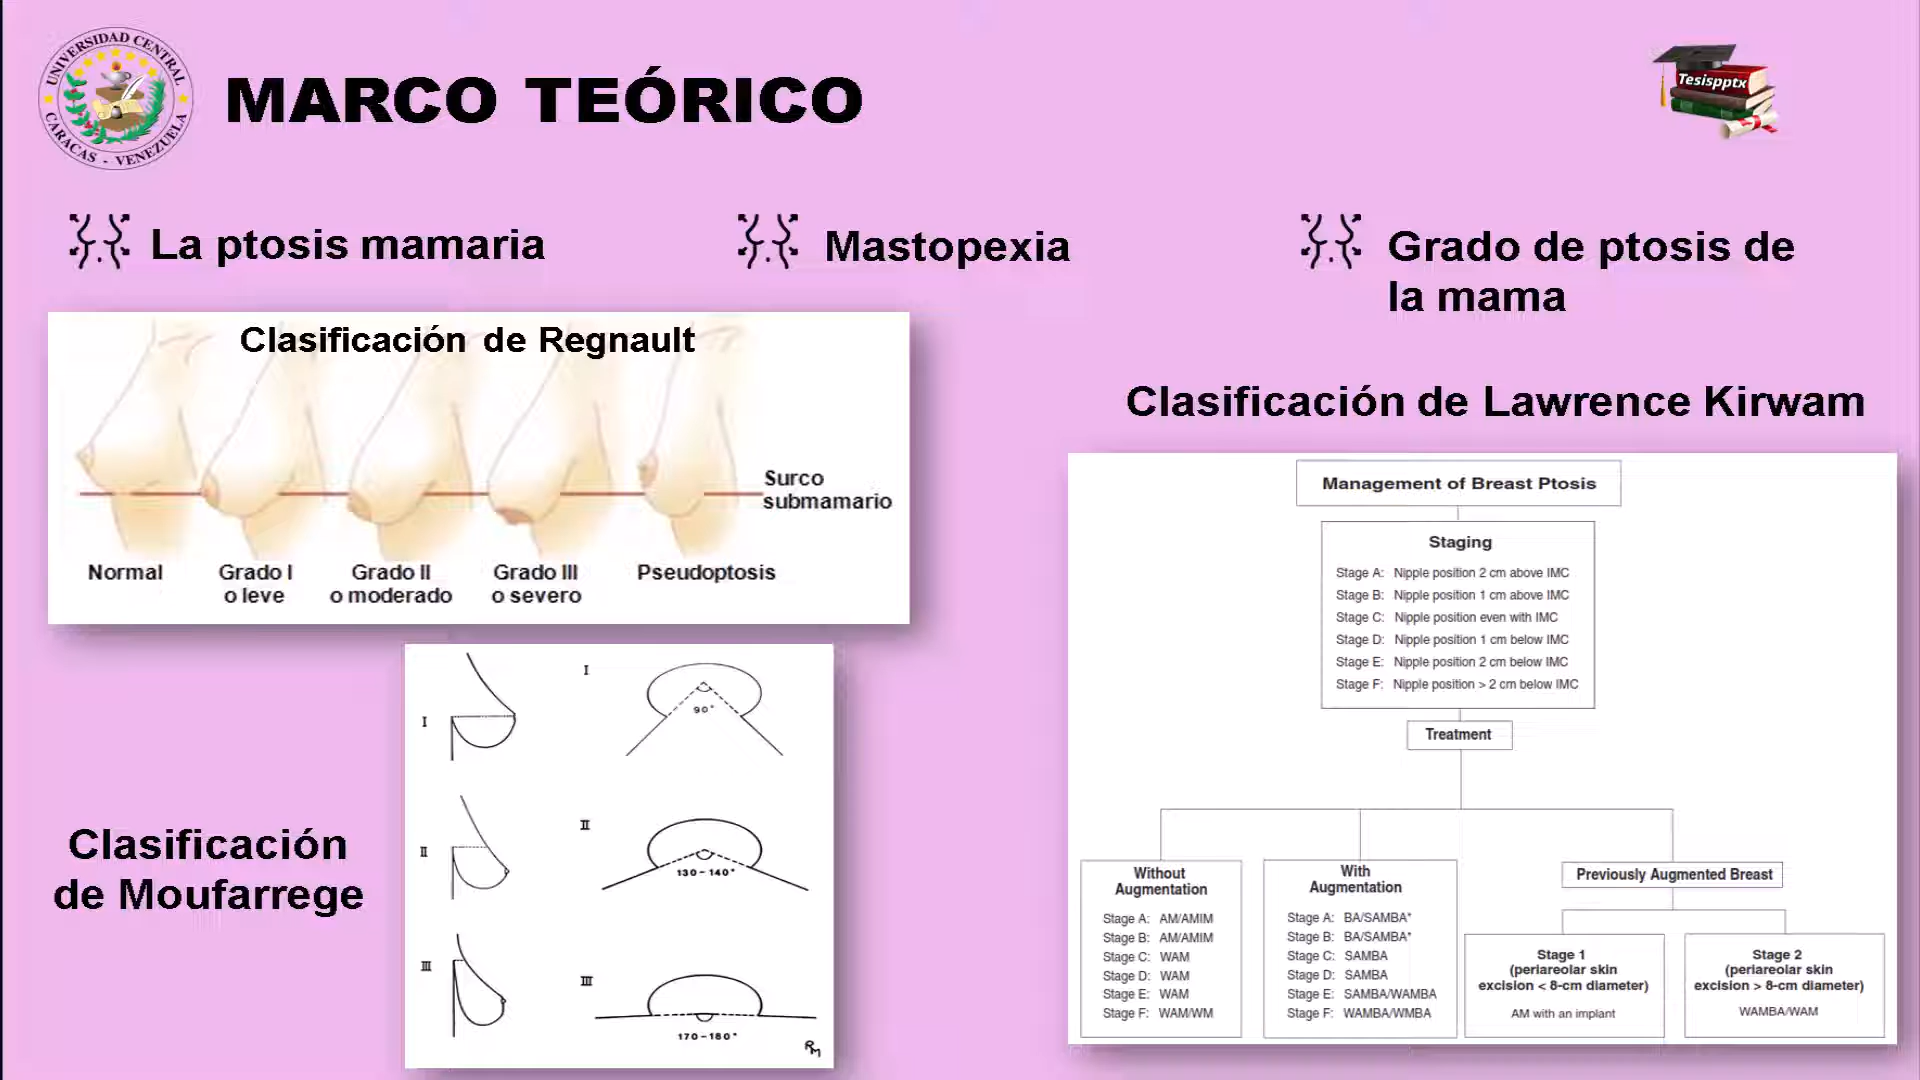 UNIVERSIDAD CENTRAL
CARACAS - VENEZUELA
MARCO TEÓRICO
Tesispptx
La ptosis mamaria
Mastopexia
Grado de ptosis de
la mama
Clasificación de Regnault
Surco
submamario
Normal
Grado I
o leve
Grado II
o moderado
Grado III
o severo
Pseudoptosis
Clasificación
de Moufarrege
I
I
90°
II
II
130-140°
III
III
170-180°
RM
Clasificación de Lawrence Kirwam
Management of Breast Ptosis
Staging
Stage A: Nipple position 2 cm above IMC
Stage B: Nipple position 1 cm above IMC
Stage C: Nipple position even with IMC
Stage D: Nipple position 1 cm below IMC
Stage E: Nipple position 2 cm below IMC
Stage F: Nipple position > 2 cm below IMC
Treatment
Without
Augmentation
Stage A: AM/AMIM
Stage B: AM/AMIM
Stage C: WAM
Stage D: WAM
Stage E: WAM
Stage F: WAM/WM
With
Augmentation
Stage A: BA/SAMBA*
Stage B: BA/SAMBA*
Stage C: SAMBA
Stage D: SAMBA
Stage E: SAMBA/WAMBA
Stage F: WAMBA/WMBA
Previously Augmented Breast
Stage 1
(periareolar skin
excision < 8-cm diameter)
AM with an implant
Stage 2
(periareolar skin
excision > 8-cm diameter)
WAMBA/WAM